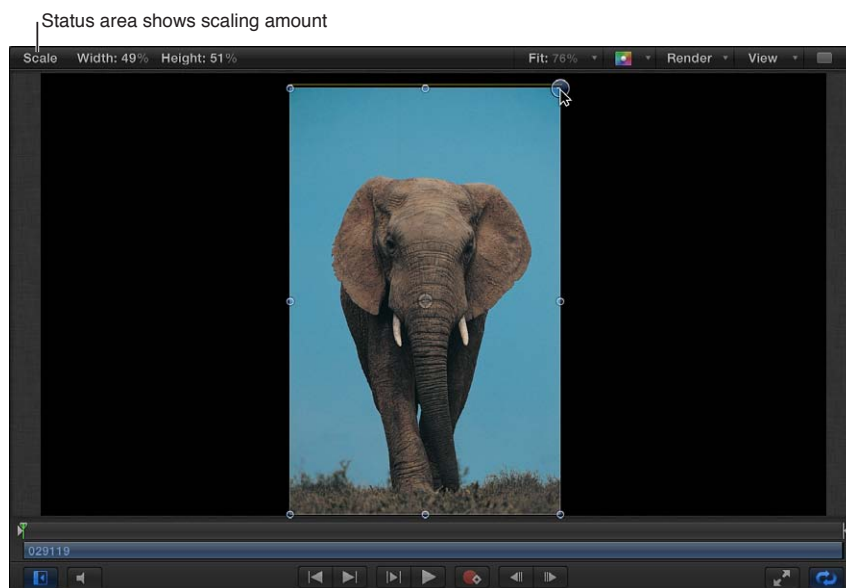 Status area shows scaling amount
Scale Width: 49% Height: 51% Fit: 76% Render View
029119